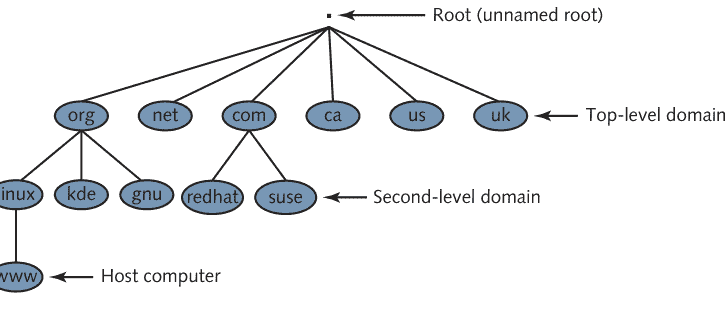 . Root (unnamed root)
org net com ca us uk Top-level domain
inux kde gnu redhat suse Second-level domain
www Host computer